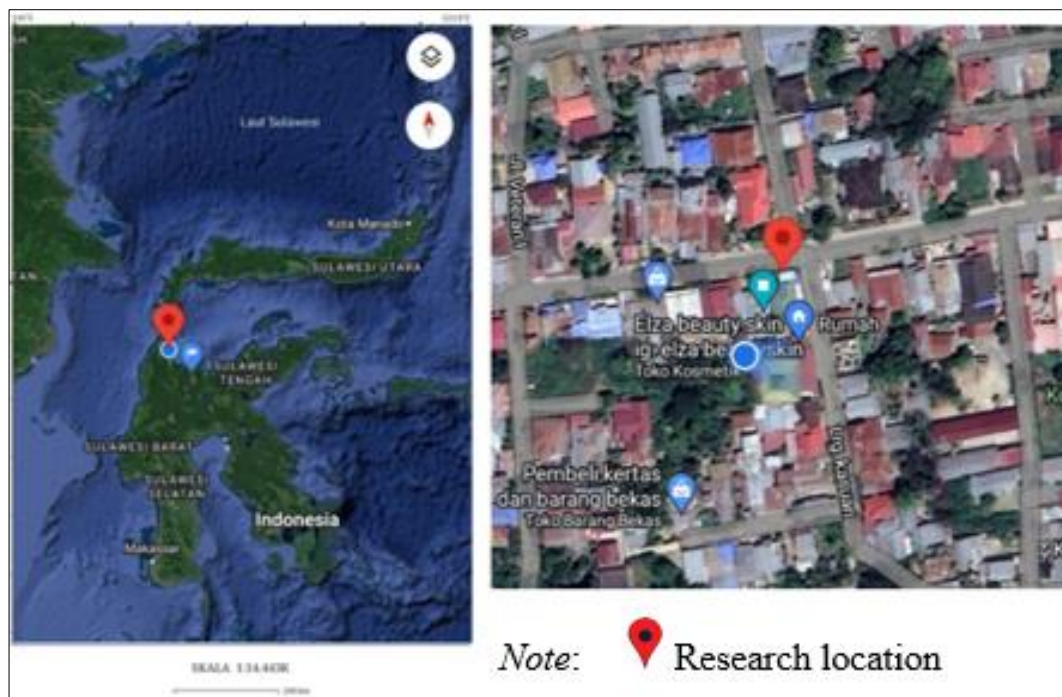 Laut Sulawesi
Kota Manado
SULAWESI UTARA
SULAWESI
TENGAH
SULAWESI BARAT
SULAWESI
SELATAN
Indonesia
Makassar
Elza beauty skin
Rumah
ig. elza be skin
Toko Kosmetik
Pembeli kertas
dan barang bekas
Toko Barang Bekas
Note:
Research location